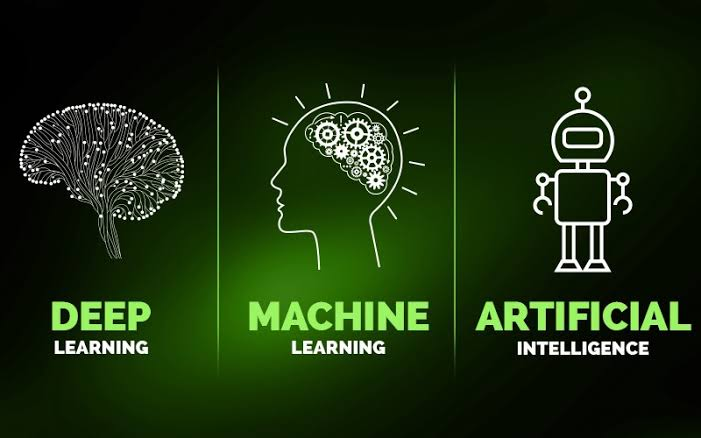 DEEP
LEARNING
MACHINE
LEARNING
ARTIFICIAL
INTELLIGENCE